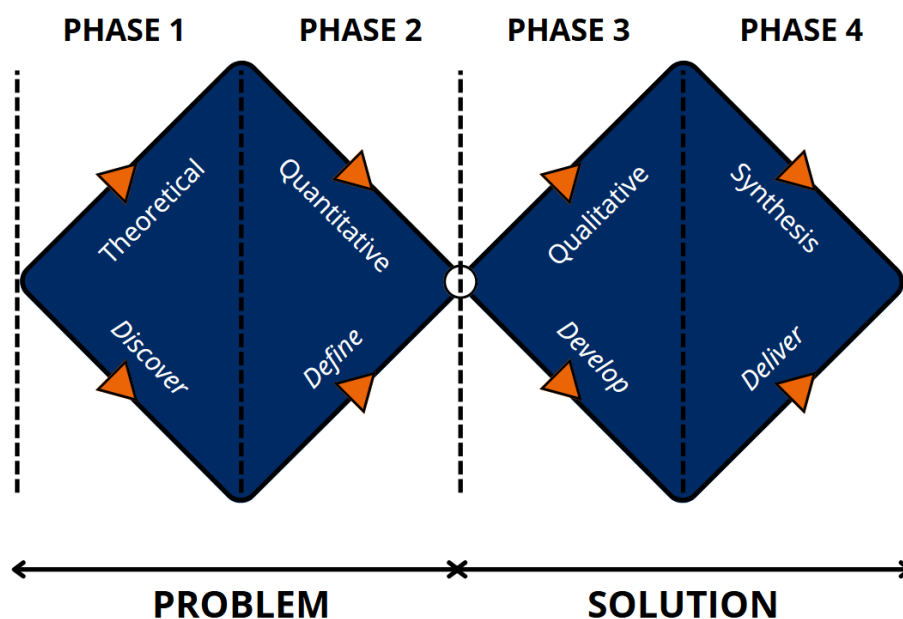 PHASE 1
PHASE 2
PHASE 3
PHASE 4
Theoretical
Quantitative
Qualitative
Synthesis
Discover
Define
Develop
Deliver
PROBLEM
SOLUTION